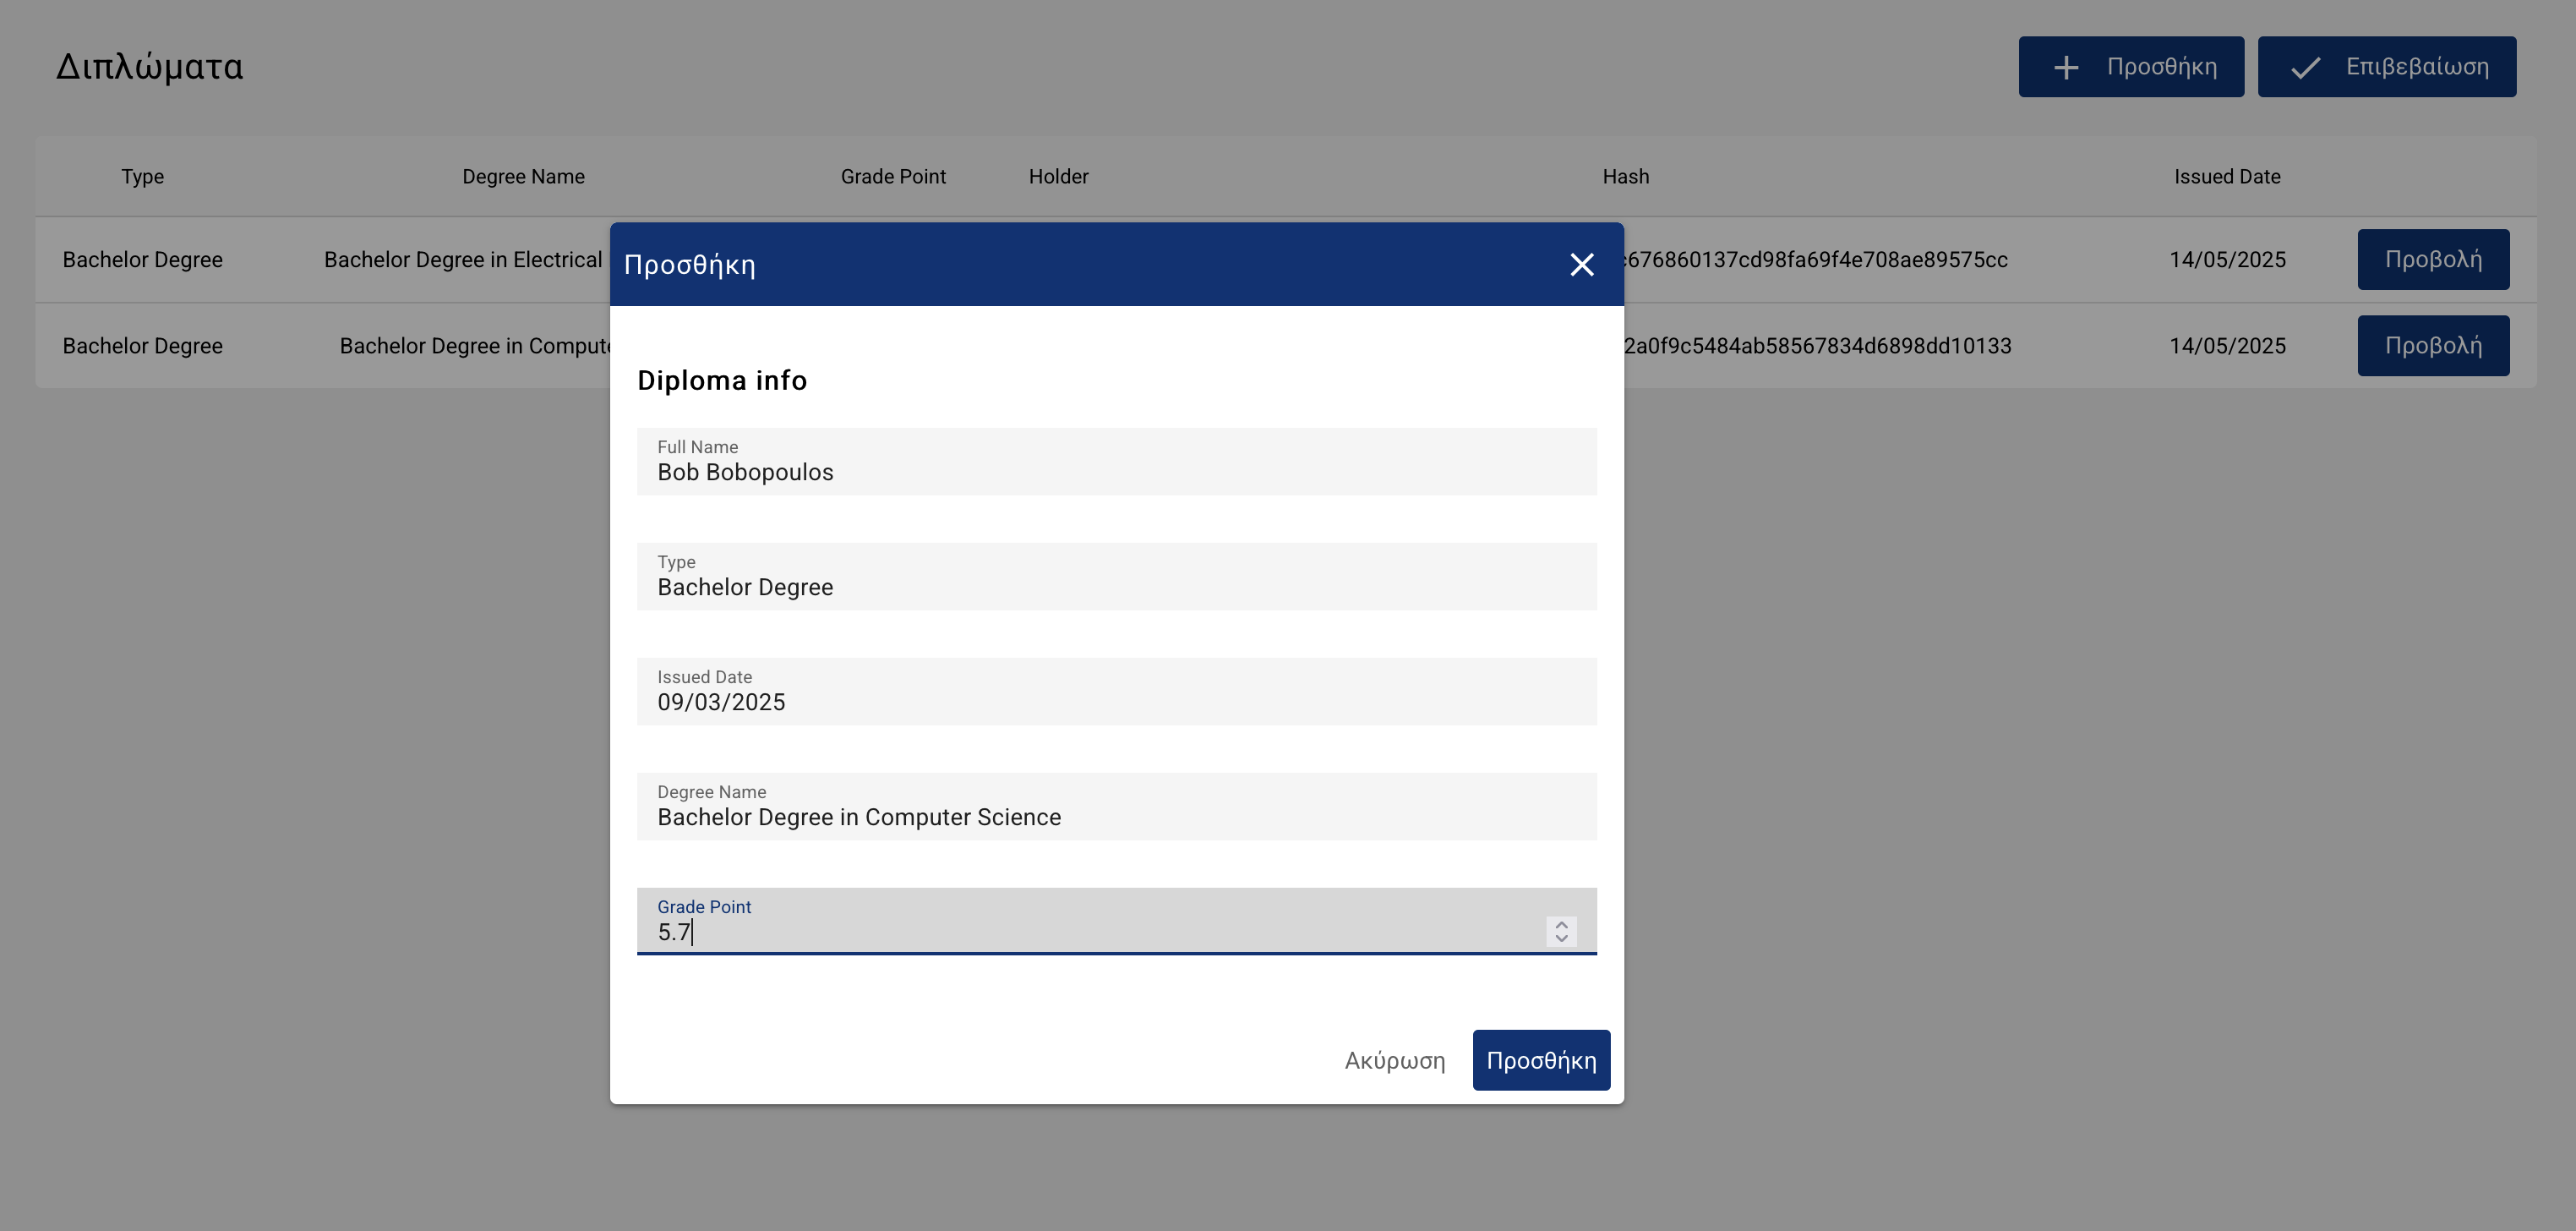 Διπλώματα
Προσθήκη
Επιβεβαίωση
Type Degree Name Grade Point Holder Hash Issued Date
Bachelor Degree Bachelor Degree in Electrical c676860137cd98fa69f4e708ae89575cc 14/05/2025 Προβολή
Bachelor Degree Bachelor Degree in Compute 2a0f9c5484ab58567834d6898dd10133 14/05/2025 Προβολή
Προσθήκη
Diploma info
Full Name
Bob Bobopoulos
Type
Bachelor Degree
Issued Date
09/03/2025
Degree Name
Bachelor Degree in Computer Science
Grade Point
5.7
Ακύρωση
Προσθήκη